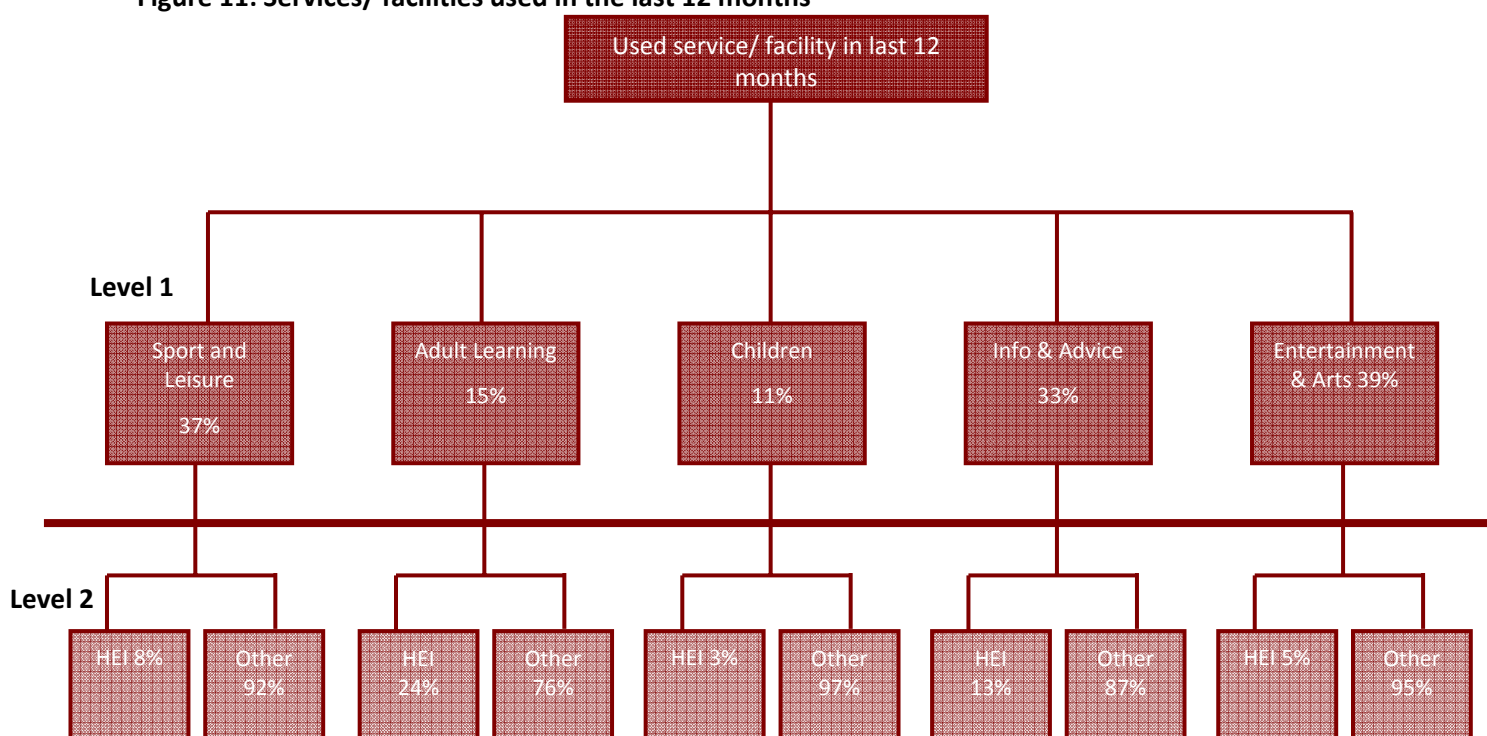 Figure 11: Services/ facilities used in the last 12 months
Used service/ facility in last 12
months
Level 1
Sport and
Leisure
37%
Adult Learning
15%
Children
11%
Info & Advice
33%
Entertainment
& Arts 39%
Level 2
HEI 8%
Other
92%
HEI
24%
Other
76%
HEI 3%
Other
97%
HEI
13%
Other
87%
HEI 5%
Other
95%